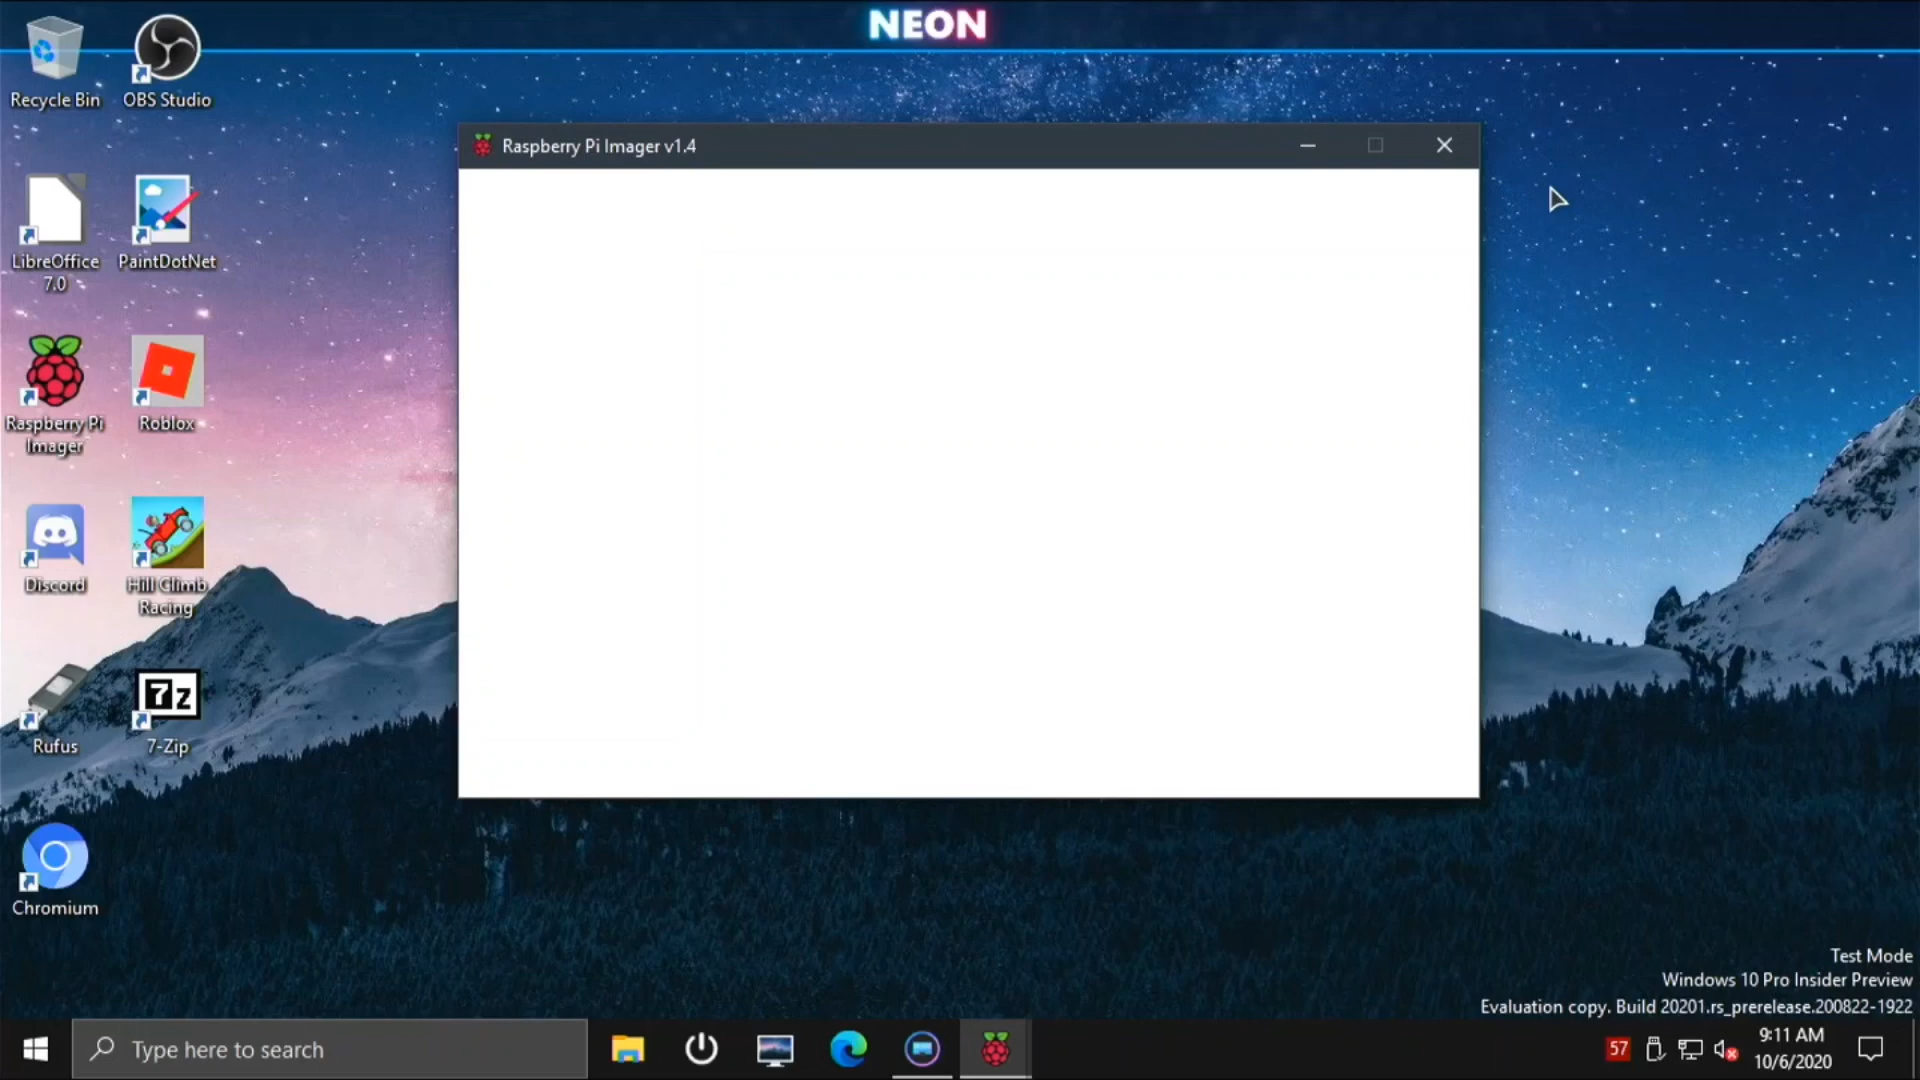 NEON
Recycle Bin
OBS Studio
Raspberry Pi Imager v1.4
LibreOffice
7.0
PaintDotNet
Raspberry Pi
Imager
Roblox
Discord
Hill Climb
Racing
Rufus
7z
7-Zip
Chromium
Test Mode
Windows 10 Pro Insider Preview
Evaluation copy. Build 20201.rs_prerelease.200822-1922
Type here to search
57
9:11 AM
10/6/2020